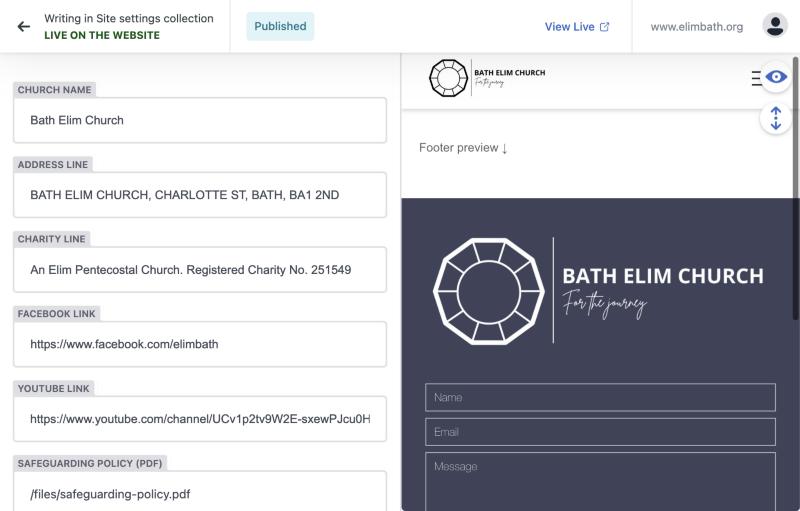 Writing in Site settings collection
LIVE ON THE WEBSITE
Published
View Live
www.elimbath.org
CHURCH NAME
Bath Elim Church
ADDRESS LINE
BATH ELIM CHURCH, CHARLOTTE ST, BATH, BA1 2ND
CHARITY LINE
An Elim Pentecostal Church. Registered Charity No. 251549
FACEBOOK LINK
https://www.facebook.com/elimbath
YOUTUBE LINK
https://www.youtube.com/channel/UCv1p2tv9W2E-sxewPJcu0H
SAFEGUARDING POLICY (PDF)
/files/safeguarding-policy.pdf
BATH ELIM CHURCH
For the journey
Footer preview ↓
BATH ELIM CHURCH
For the journey
Name
Email
Message